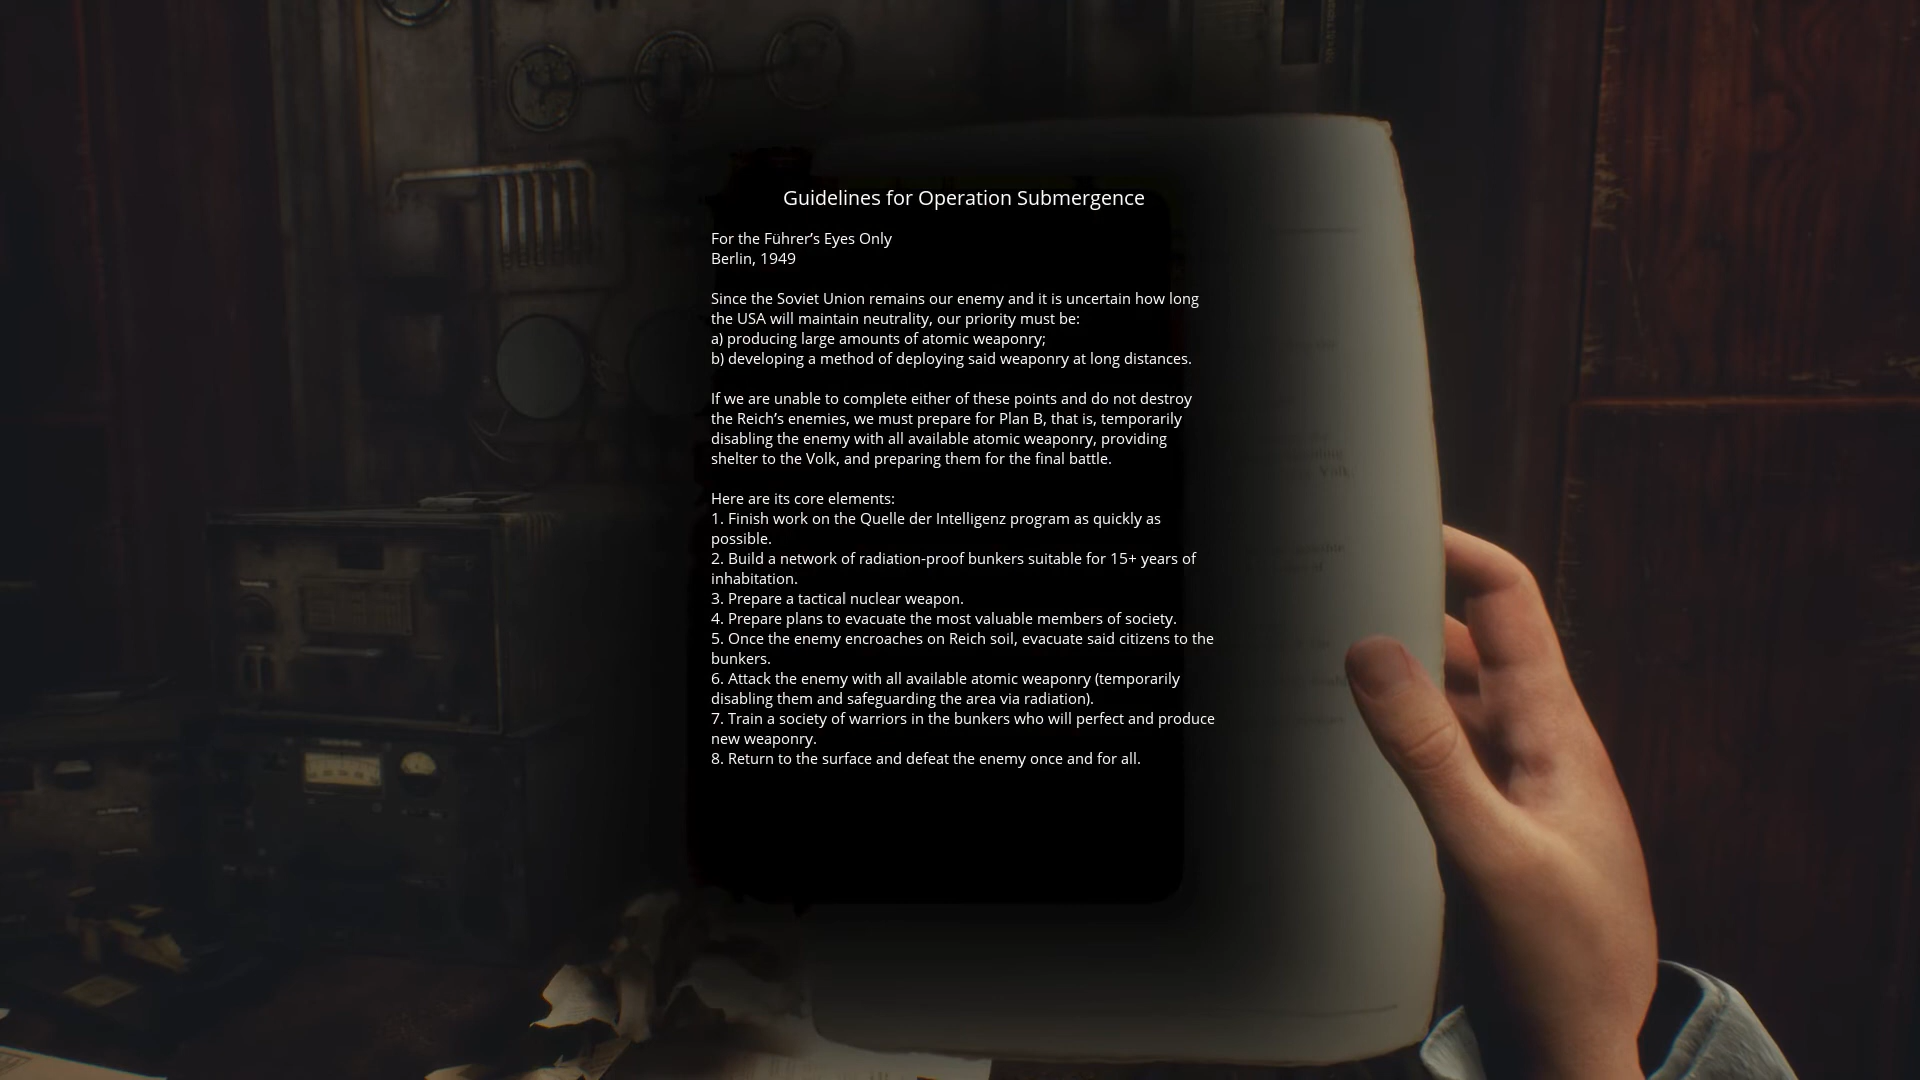 Guidelines for Operation Submergence
For the Führer's Eyes Only
Berlin, 1949
Since the Soviet Union remains our enemy and it is uncertain how long
the USA will maintain neutrality, our priority must be:
a) producing large amounts of atomic weaponry;
b) developing a method of deploying said weaponry at long distances.
If we are unable to complete either of these points and do not destroy
the Reich's enemies, we must prepare for Plan B, that is, temporarily
disabling the enemy with all available atomic weaponry, providing
shelter to the Volk, and preparing them for the final battle.
Here are its core elements:
1. Finish work on the Quelle der Intelligenz program as quickly as
possible.
2. Build a network of radiation-proof bunkers suitable for 15+ years of
inhabitation.
3. Prepare a tactical nuclear weapon.
4. Prepare plans to evacuate the most valuable members of society.
5. Once the enemy encroaches on Reich soil, evacuate said citizens to the
bunkers.
6. Attack the enemy with all available atomic weaponry (temporarily
disabling them and safeguarding the area via radiation).
7. Train a society of warriors in the bunkers who will perfect and produce
new weaponry.
8. Return to the surface and defeat the enemy once and for all.